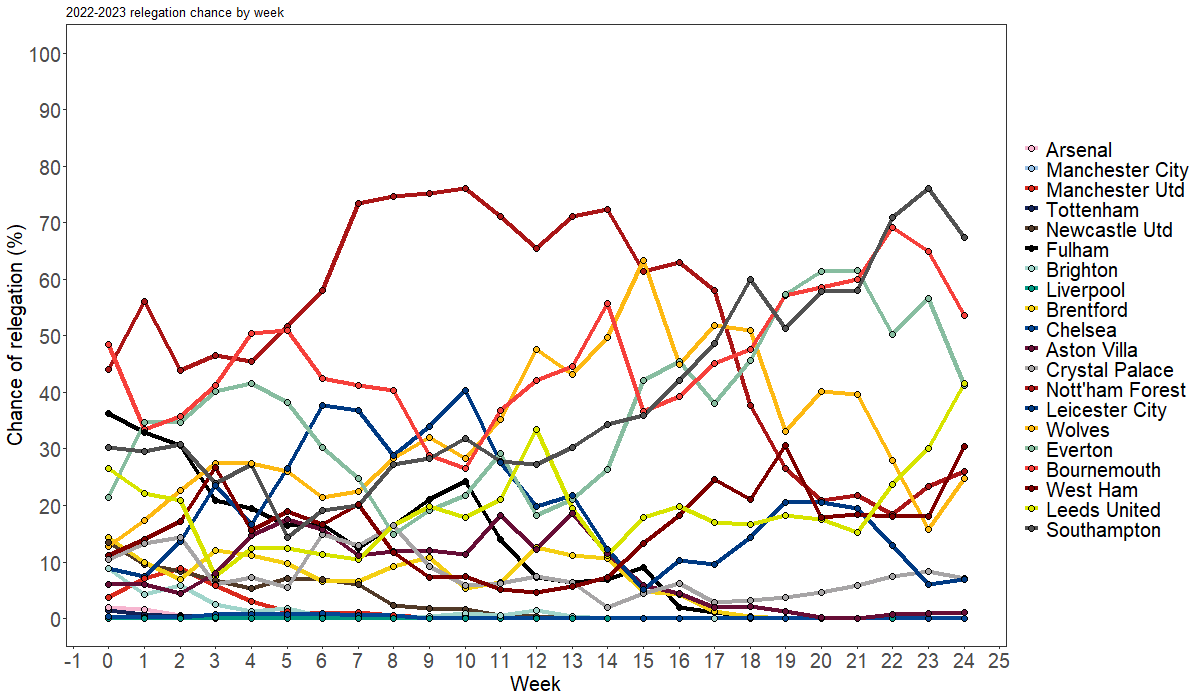 2022-2023 relegation chance by week
Chance of relegation (%)
100
90
80
70
60
50
40
30
20
10
0
-1 0 1 2 3 4 5 6 7 8 9 10 11 12 13 14 15 16 17 18 19 20 21 22 23 24 25
Week
Arsenal
Manchester City
Manchester Utd
Tottenham
Newcastle Utd
Fulham
Brighton
Liverpool
Brentford
Chelsea
Aston Villa
Crystal Palace
Nott'ham Forest
Leicester City
Wolves
Everton
Bournemouth
West Ham
Leeds United
Southampton